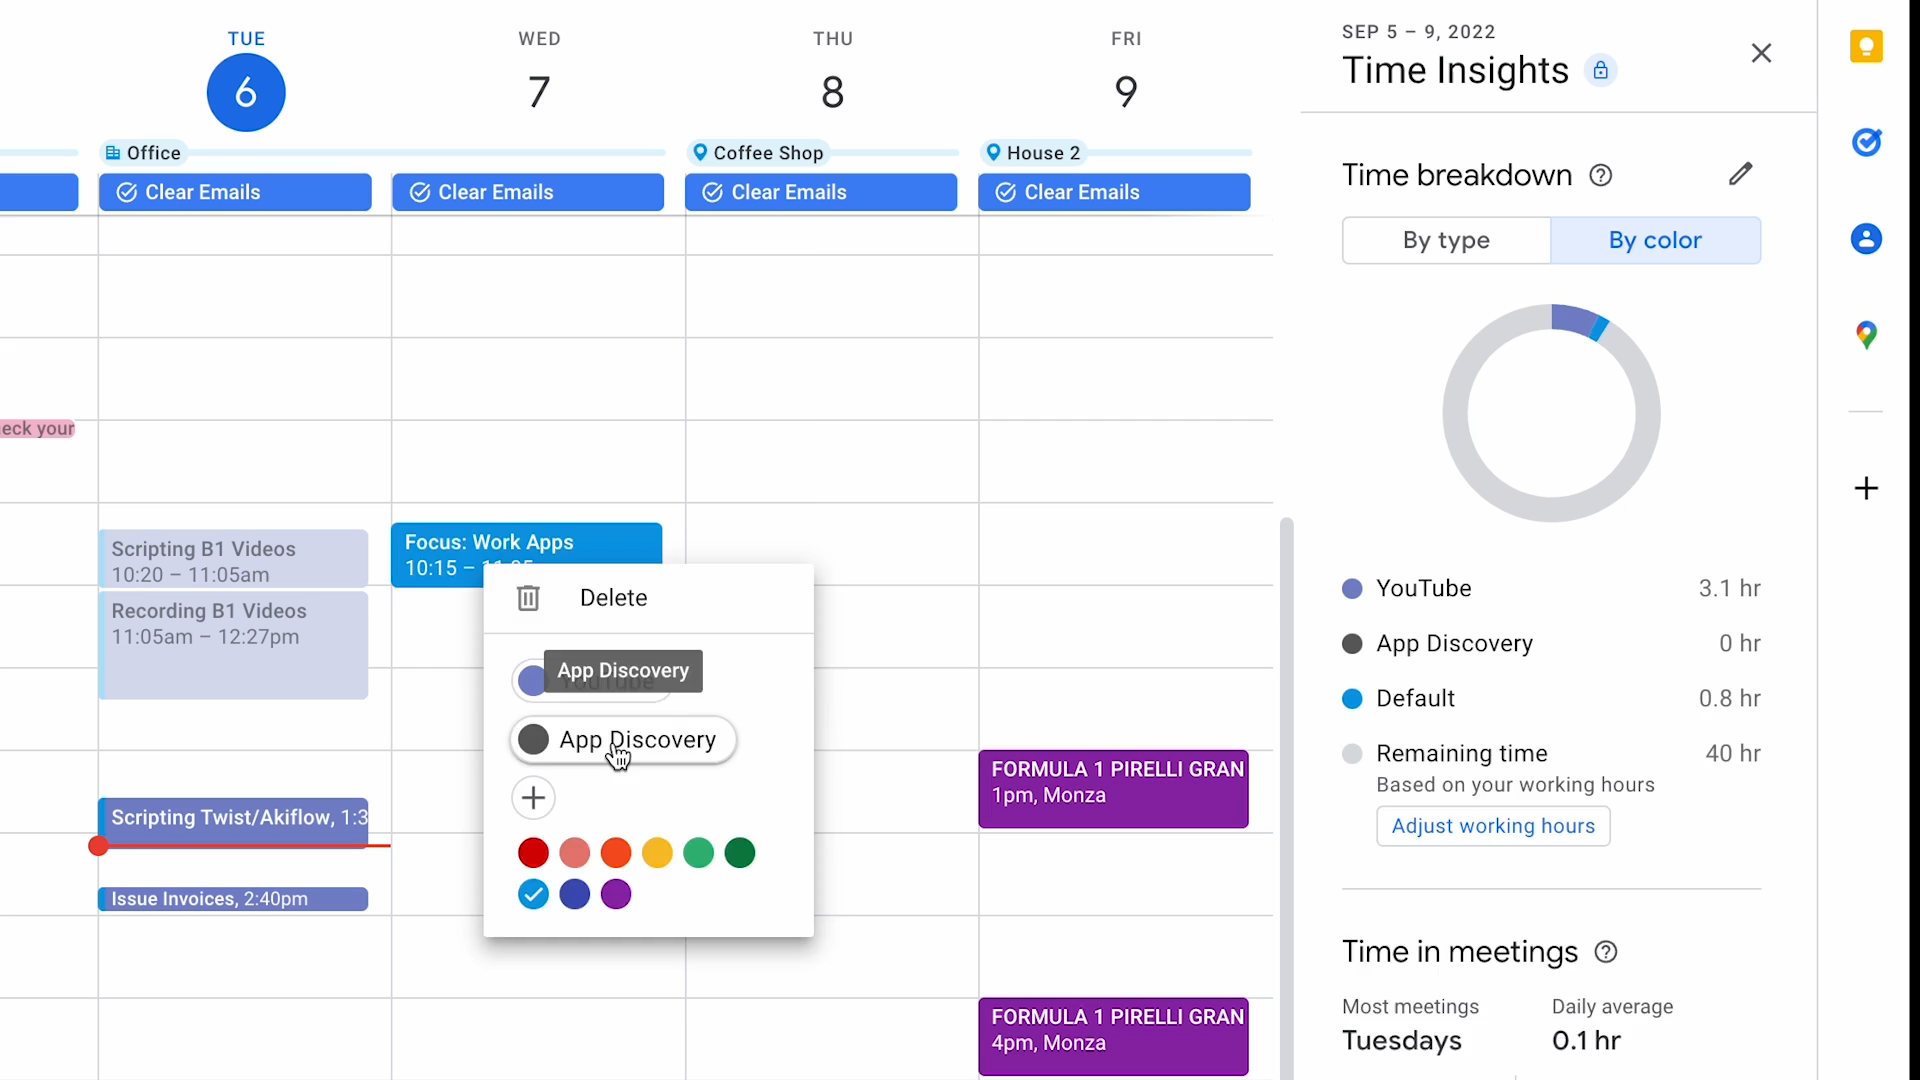 TUE
6
WED
7
THU
8
FRI
9
Office
Coffee Shop
House 2
Clear Emails
Clear Emails
Clear Emails
Clear Emails
eck your
Scripting B1 Videos
10:20 – 11:05am
Recording B1 Videos
11:05am – 12:27pm
Scripting Twist/Akiflow, 1:3
Issue Invoices, 2:40pm
Focus: Work Apps
10:15 –
Delete
App Discovery
App Discovery
FORMULA 1 PIRELLI GRAN
1pm, Monza
FORMULA 1 PIRELLI GRAN
4pm, Monza
SEP 5 – 9, 2022
Time Insights
Time breakdown
By type
By color
YouTube 3.1 hr
App Discovery 0 hr
Default 0.8 hr
Remaining time 40 hr
Based on your working hours
Adjust working hours
Time in meetings
Most meetings
Tuesdays
Daily average
0.1 hr